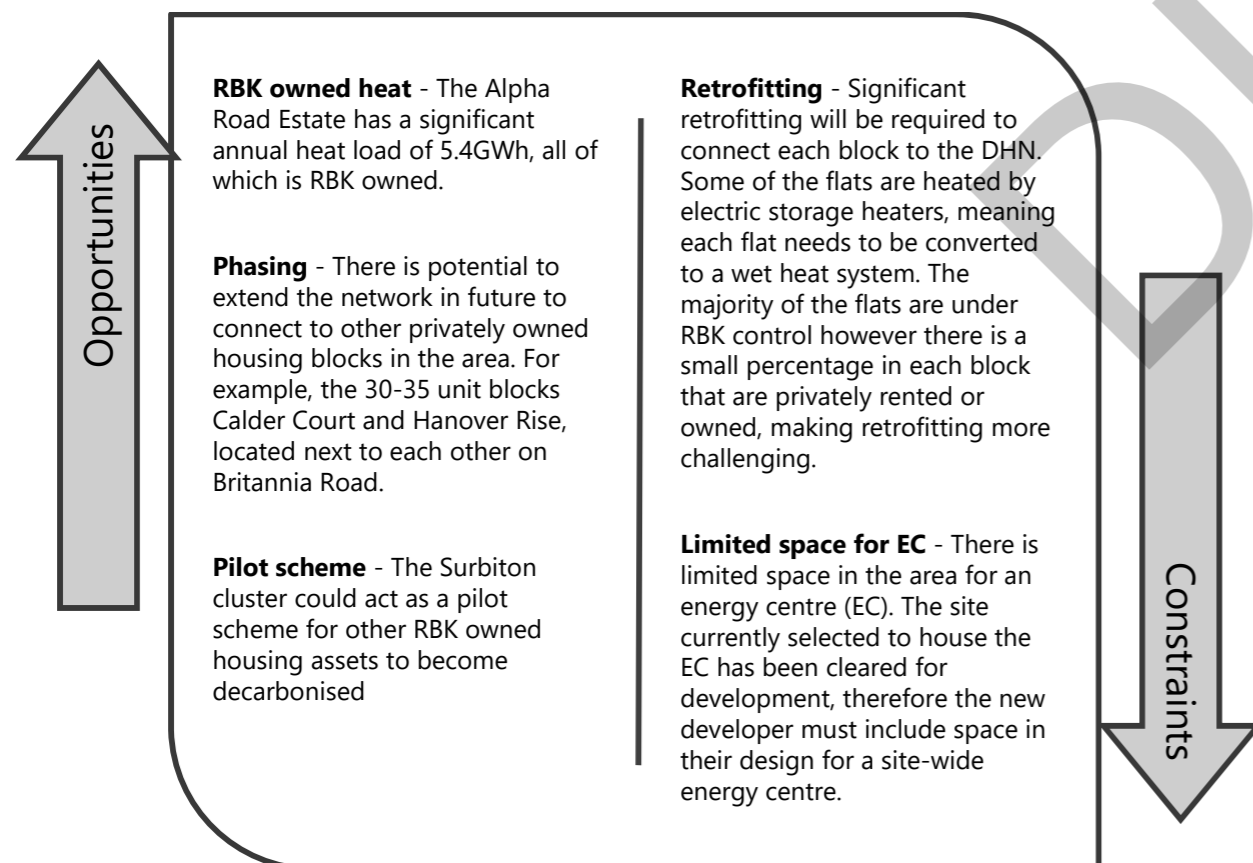 Opportunities
RBK owned heat - The Alpha
Road Estate has a significant
annual heat load of 5.4GWh, all of
which is RBK owned.
Phasing - There is potential to
extend the network in future to
connect to other privately owned
housing blocks in the area. For
example, the 30-35 unit blocks
Calder Court and Hanover Rise,
located next to each other on
Britannia Road.
Pilot scheme - The Surbiton
cluster could act as a pilot
scheme for other RBK owned
housing assets to become
decarbonised
Retrofitting - Significant
retrofitting will be required to
connect each block to the DHN.
Some of the flats are heated by
electric storage heaters, meaning
each flat needs to be converted
to a wet heat system. The
majority of the flats are under
RBK control however there is a
small percentage in each block
that are privately rented or
owned, making retrofitting more
challenging.
Limited space for EC - There is
limited space in the area for an
energy centre (EC). The site
currently selected to house the
EC has been cleared for
development, therefore the new
developer must include space in
their design for a site-wide
energy centre.
Constraints